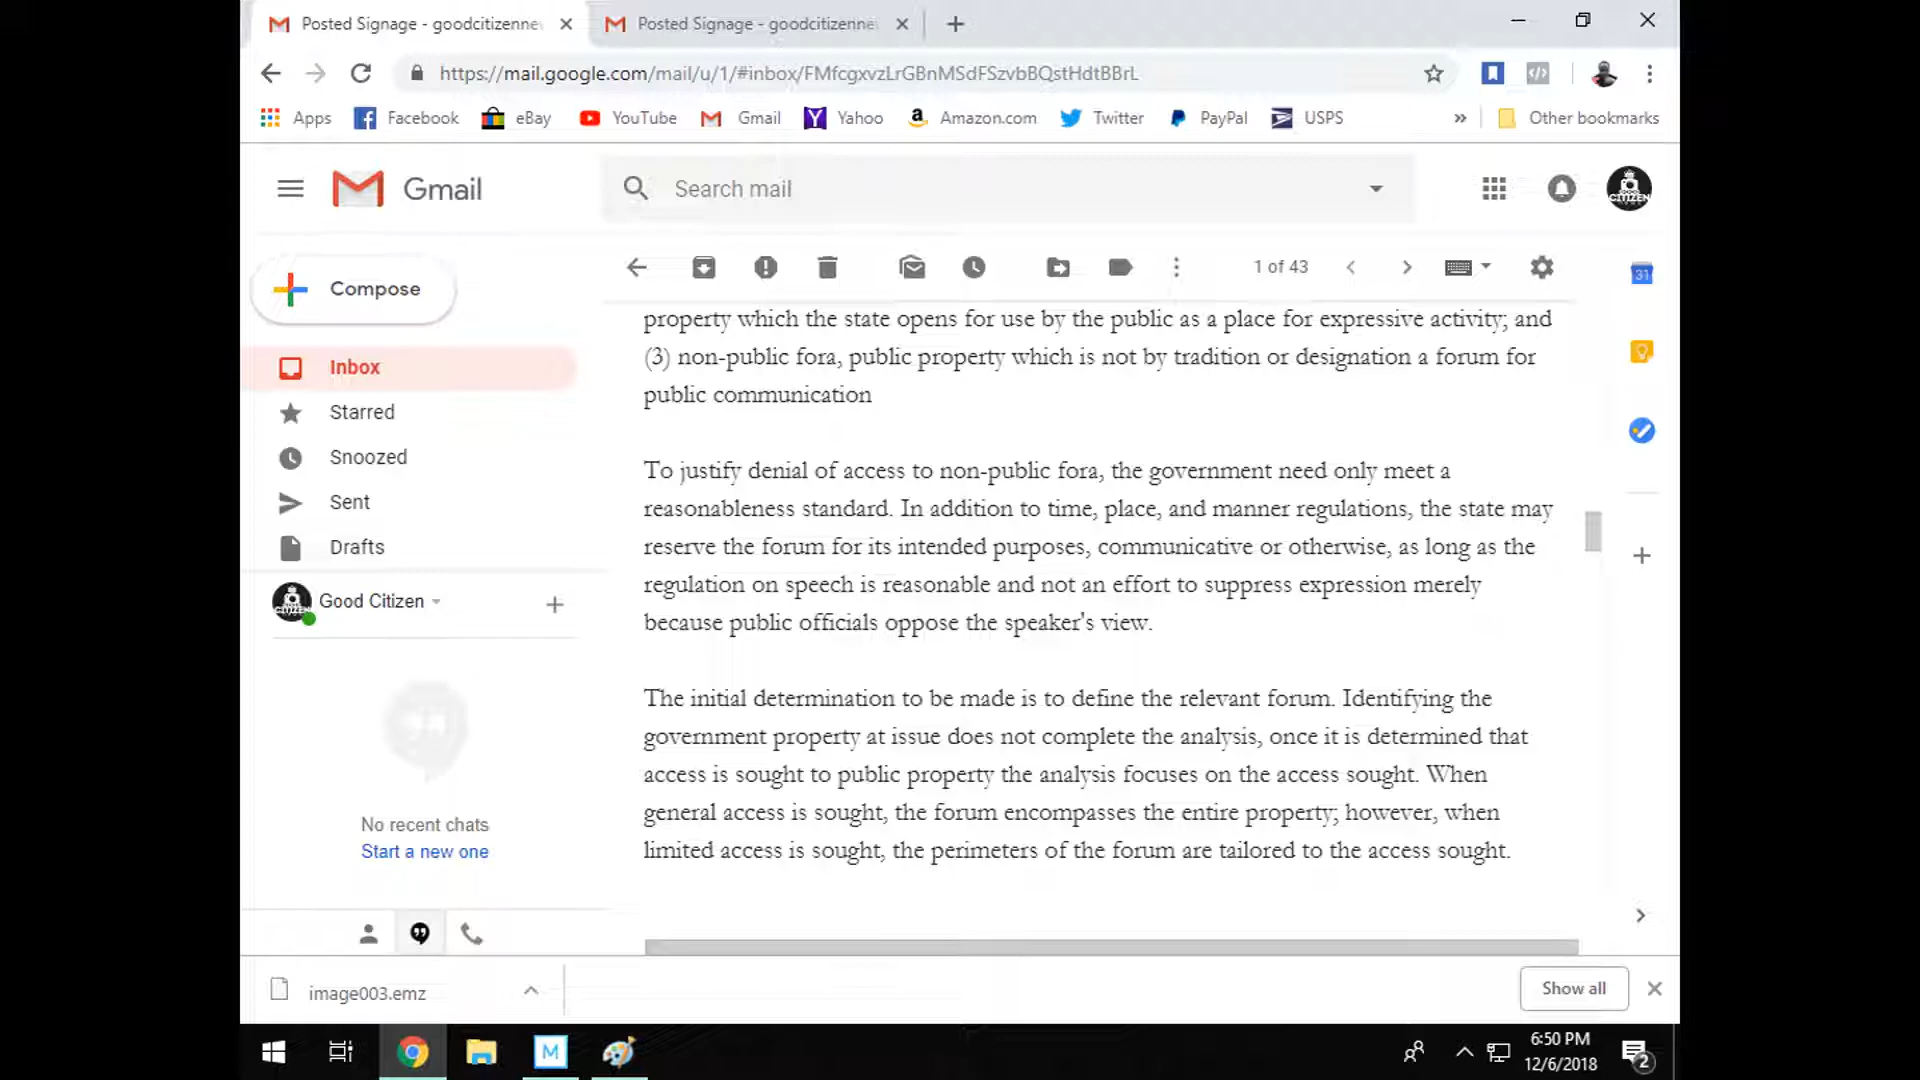 Posted Signage - goodcitizenne
Posted Signage - goodcitizenne
https://mail.google.com/mail/u/1/#inbox/FMfcgxvzLrGBnMSdFSzvbBQstHdtBBrL
Apps Facebook eBay YouTube Gmail Yahoo Amazon.com Twitter PayPal USPS » Other bookmarks
Gmail
Search mail
CITIZEN
Compose
1 of 43
31
Inbox
Starred
Snoozed
Sent
Drafts
Good Citizen
No recent chats
Start a new one
property which the state opens for use by the public as a place for expressive activity; and
(3) non-public fora, public property which is not by tradition or designation a forum for
public communication
To justify denial of access to non-public fora, the government need only meet a
reasonableness standard. In addition to time, place, and manner regulations, the state may
reserve the forum for its intended purposes, communicative or otherwise, as long as the
regulation on speech is reasonable and not an effort to suppress expression merely
because public officials oppose the speaker's view.
The initial determination to be made is to define the relevant forum. Identifying the
government property at issue does not complete the analysis, once it is determined that
access is sought to public property the analysis focuses on the access sought. When
general access is sought, the forum encompasses the entire property; however, when
limited access is sought, the perimeters of the forum are tailored to the access sought.
image003.emz
Show all
M
6:50 PM
12/6/2018
2